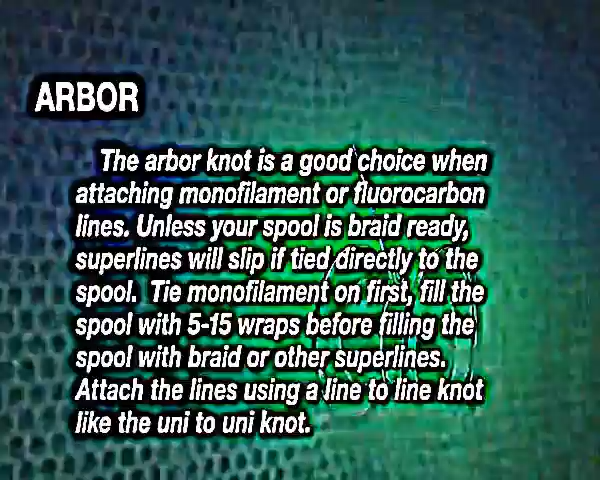 ARBOR
The arbor knot is a good choice when
attaching monofilament or fluorocarbon
lines. Unless your spool is braid ready,
superlines will slip if tied directly to the
spool. Tie monofilament on first, fill the
spool with 5-15 wraps before filling the
spool with braid or other superlines.
Attach the lines using a line to line knot
like the uni to uni knot.